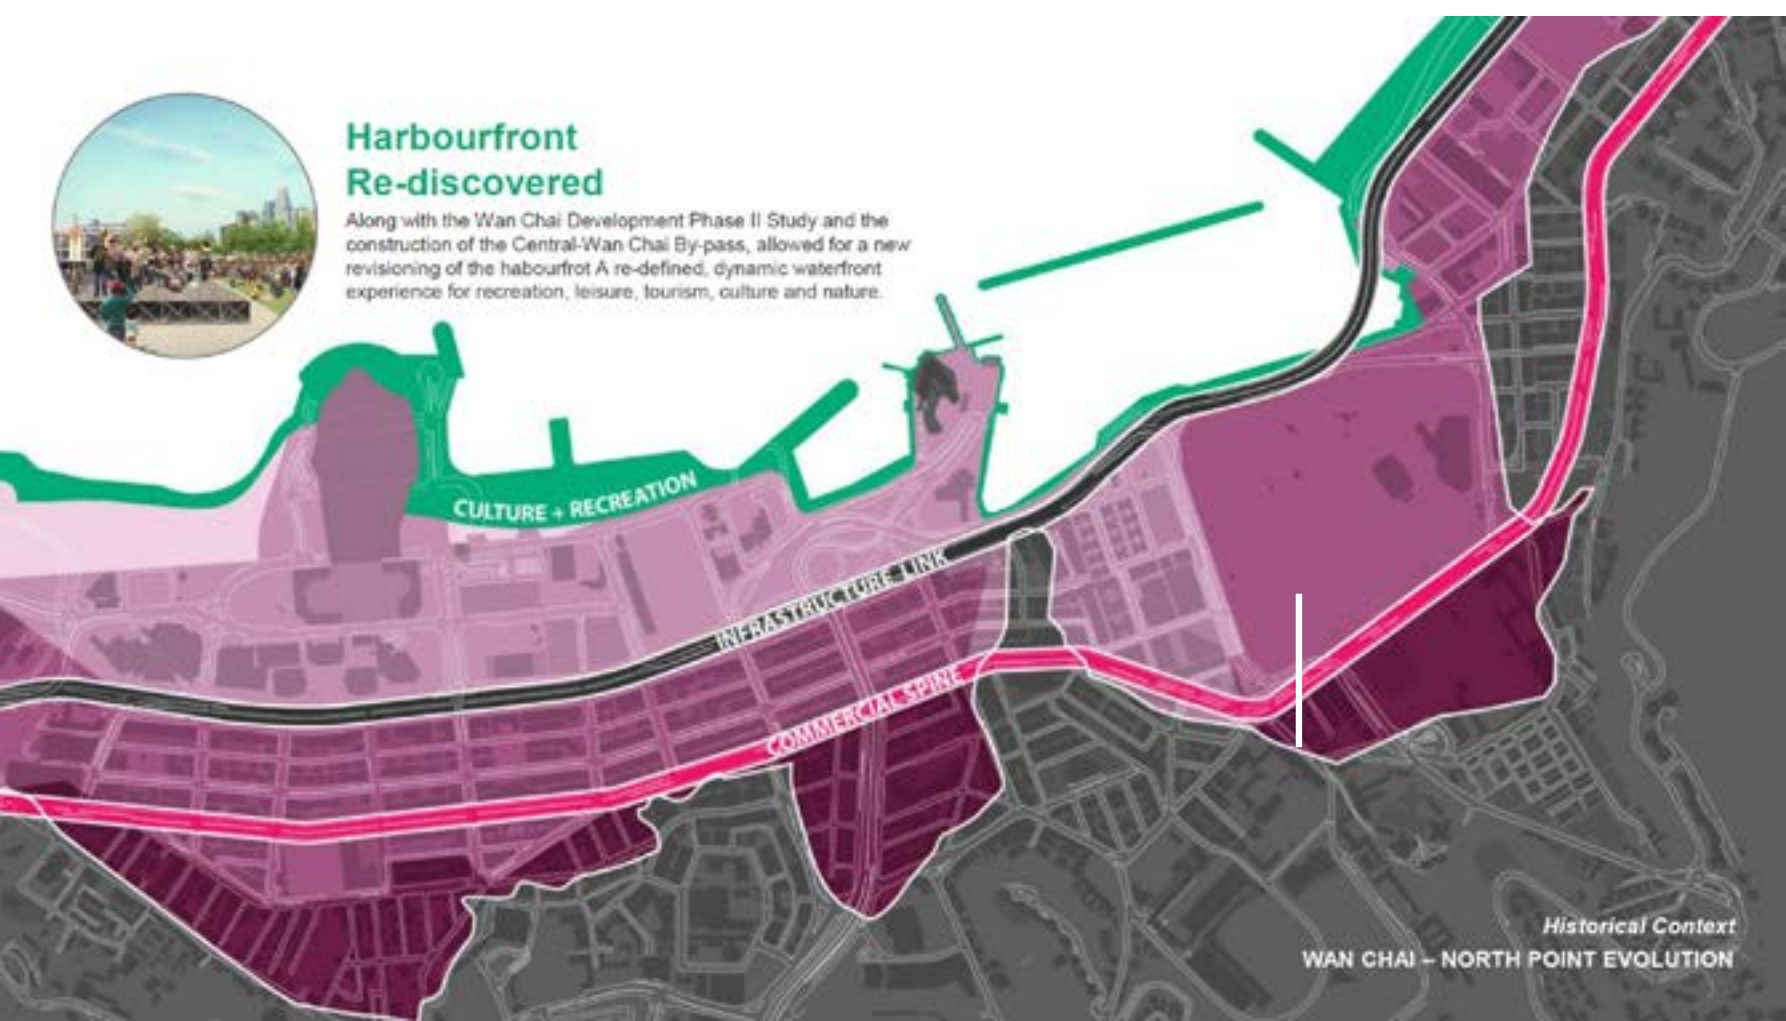 Harbourfront
Re-discovered
Along with the Wan Chai Development Phase II Study and the
construction of the Central-Wan Chai By-pass, allowed for a new
revisioning of the habourfrot A re-defined, dynamic waterfront
experience for recreation, leisure, tourism, culture and nature.
CULTURE + RECREATION
INFRASTRUCTURE LINK
COMMERCIAL SPINE
Historical Context
WAN CHAI – NORTH POINT EVOLUTION